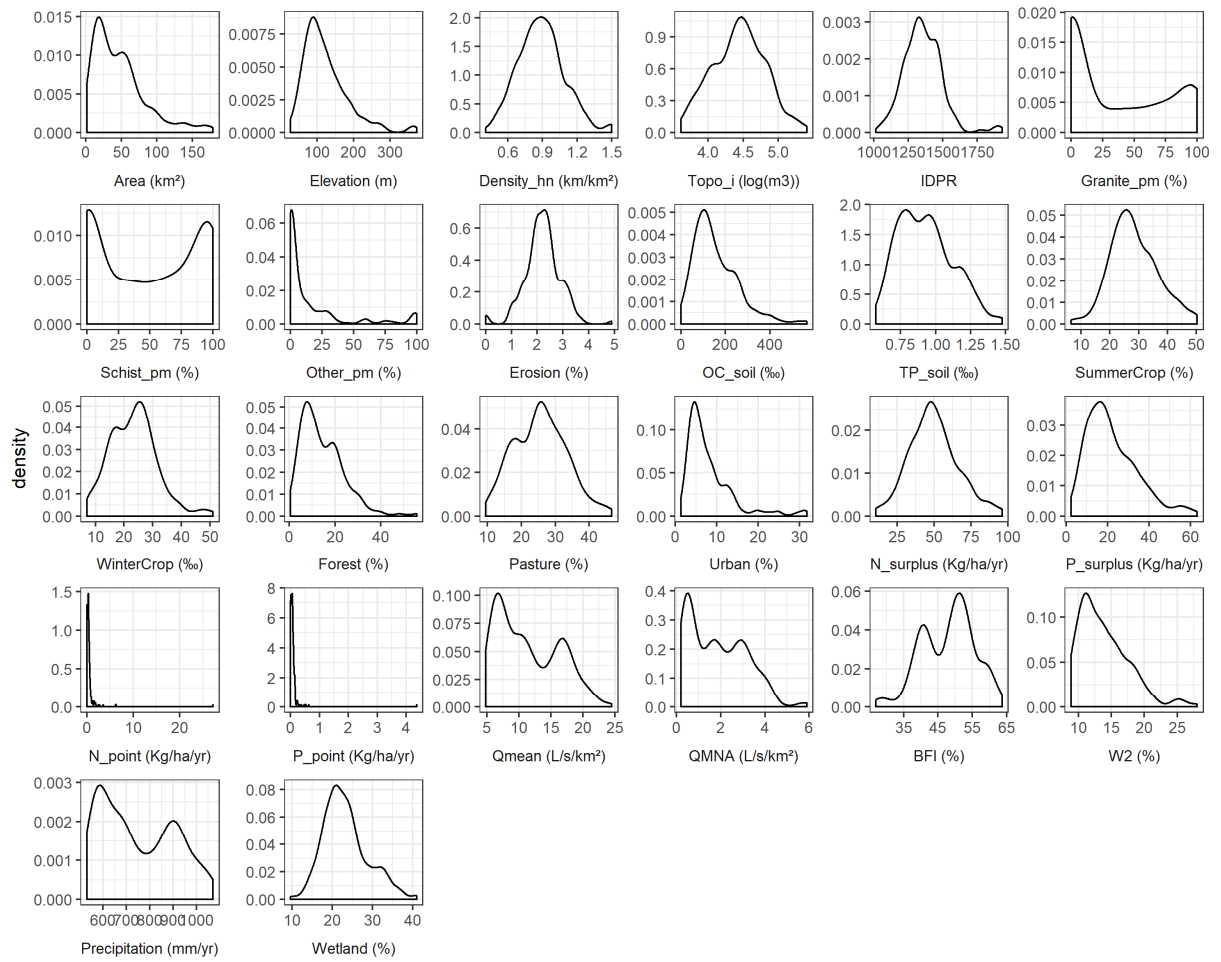 0.015
0.010
0.005
0.000
0 50 100 150
Area (km²)
0.0075
0.0050
0.0025
0.0000
100 200 300
Elevation (m)
2.0
1.5
1.0
0.5
0.0
0.6 0.9 1.2 1.5
Density_hn (km/km²)
0.9
0.6
0.3
0.0
4.0 4.5 5.0
Topo_i (log(m3))
0.003
0.002
0.001
0.000
1000 1250 1500 1750
IDPR
0.020
0.015
0.010
0.005
0.000
0 25 50 75 100
Granite_pm (%)
0.010
0.005
0.000
0 25 50 75 100
Schist_pm (%)
0.06
0.04
0.02
0.00
0 25 50 75 100
Other_pm (%)
0.6
0.4
0.2
0.0
0 1 2 3 4 5
Erosion (%)
0.005
0.004
0.003
0.002
0.001
0.000
0 200 400
OC_soil (‰)
2.0
1.5
1.0
0.5
0.0
0.75 1.00 1.25 1.50
TP_soil (‰)
0.05
0.04
0.03
0.02
0.01
0.00
10 20 30 40 50
SummerCrop (%)
density
0.05
0.04
0.03
0.02
0.01
0.00
10 20 30 40 50
WinterCrop (‰)
0.05
0.04
0.03
0.02
0.01
0.00
0 20 40
Forest (%)
0.04
0.02
0.00
10 20 30 40
Pasture (%)
0.10
0.05
0.00
0 10 20 30
Urban (%)
0.02
0.01
0.00
25 50 75 100
N_surplus (Kg/ha/yr)
0.03
0.02
0.01
0.00
0 20 40 60
P_surplus (Kg/ha/yr)
1.5
1.0
0.5
0.0
0 10 20
N_point (Kg/ha/yr)
8
6
4
2
0
0 1 2 3 4
P_point (Kg/ha/yr)
0.100
0.075
0.050
0.025
0.000
5 10 15 20 25
Qmean (L/s/km²)
0.4
0.3
0.2
0.1
0.0
0 2 4 6
QMNA (L/s/km²)
0.06
0.04
0.02
0.00
35 45 55 65
BFI (%)
0.10
0.05
0.00
10 15 20 25
W2 (%)
0.003
0.002
0.001
0.000
600 700 800 900 1000
Precipitation (mm/yr)
0.08
0.06
0.04
0.02
0.00
10 20 30 40
Wetland (%)